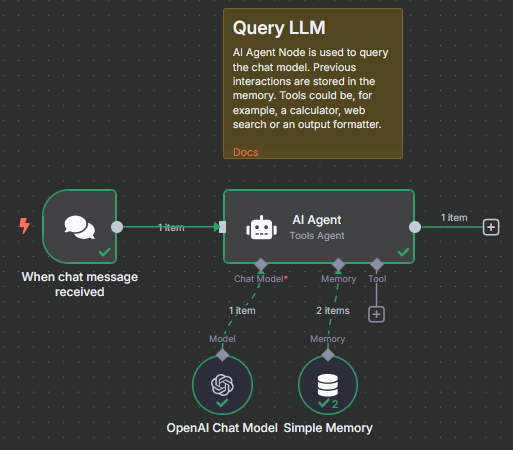 Query LLM
AI Agent Node is used to query
the chat model. Previous
interactions are stored in the
memory. Tools could be, for
example, a calculator, web
search or an output formatter.
Docs
1 item
AI Agent
Tools Agent
1 item
When chat message
received
Chat Model*
Memory
Tool
1 item
2 items
Model
Memory
2
OpenAI Chat Model
Simple Memory